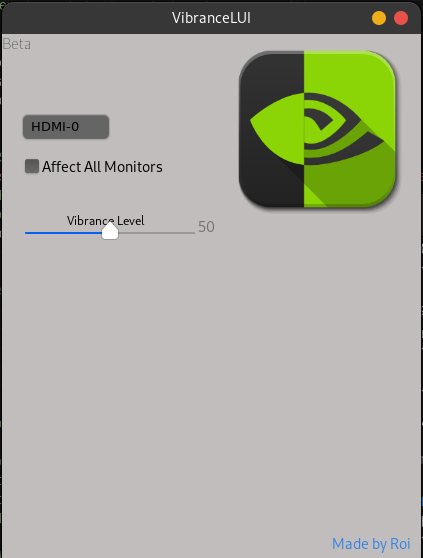 VibranceLUI
Beta
HDMI-0
Affect All Monitors
Vibrance Level
50
Made by Roi